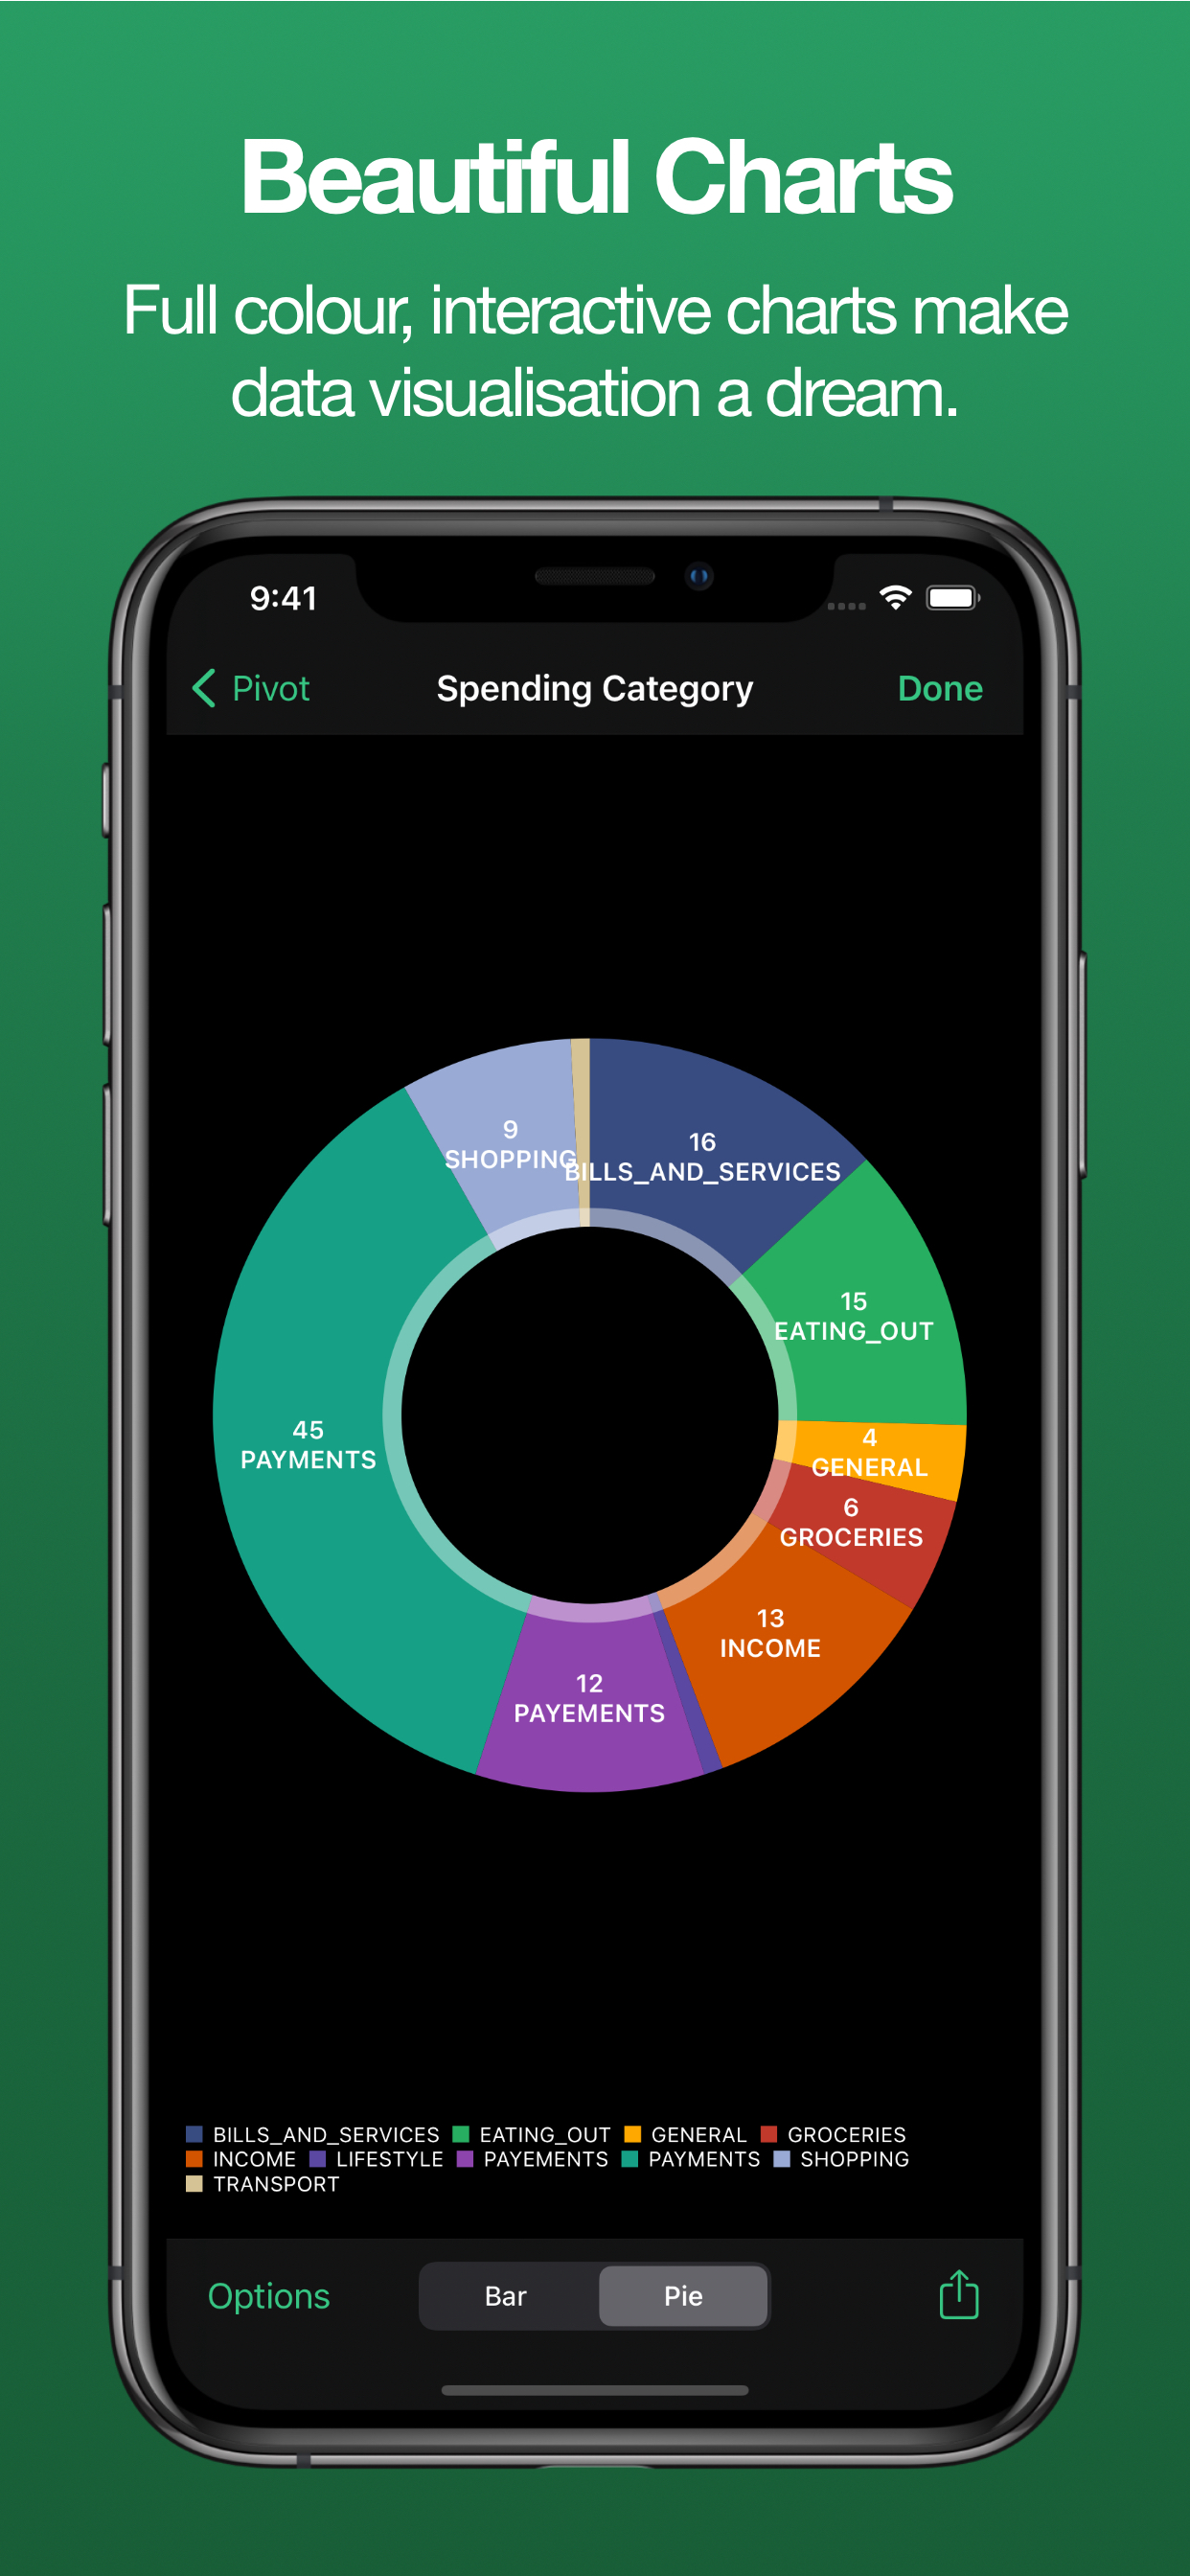 Beautiful Charts
Full colour, interactive charts make
data visualisation a dream.
9:41
Pivot
Spending Category
Done
9
SHOPPING
16
BILLS_AND_SERVICES
15
EATING_OUT
4
GENERAL
6
GROCERIES
45
PAYMENTS
13
INCOME
12
PAYEMENTS
BILLS_AND_SERVICES EATING_OUT GENERAL GROCERIES
INCOME LIFESTYLE PAYEMENTS PAYMENTS SHOPPING
TRANSPORT
Options
Bar
Pie